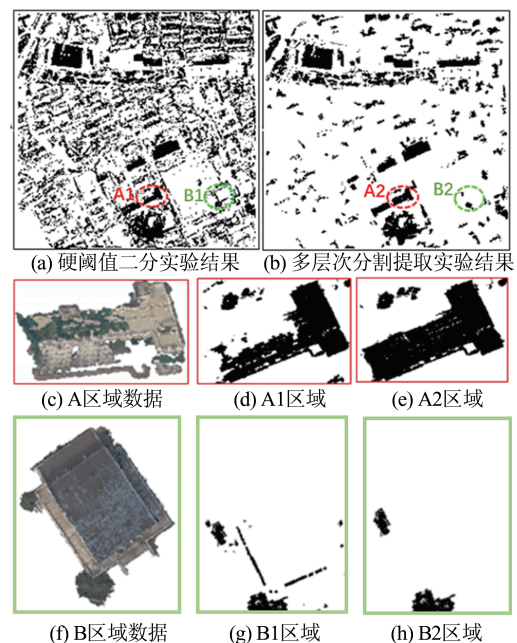 A1
B1
A2
B2
(a) 硬阈值二分实验结果
(b) 多层次分割提取实验结果
(c) A区域数据
(d) A1区域
(e) A2区域
(f) B区域数据
(g) B1区域
(h) B2区域